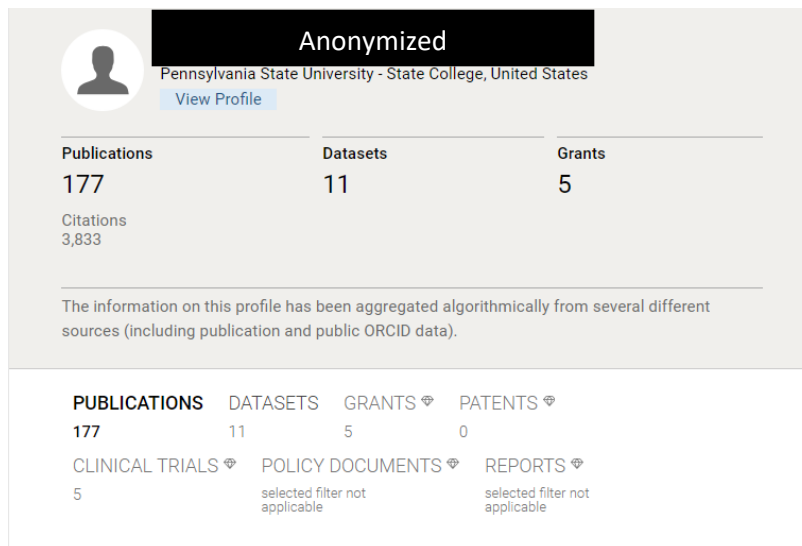 Anonymized
Pennsylvania State University - State College, United States
View Profile
Publications
177
Citations
3,833
Datasets
11
Grants
5
The information on this profile has been aggregated algorithmically from several different
sources (including publication and public ORCID data).
PUBLICATIONS
177
DATASETS
11
GRANTS
5
PATENTS
0
CLINICAL TRIALS
5
POLICY DOCUMENTS
selected filter not
applicable
REPORTS
selected filter not
applicable